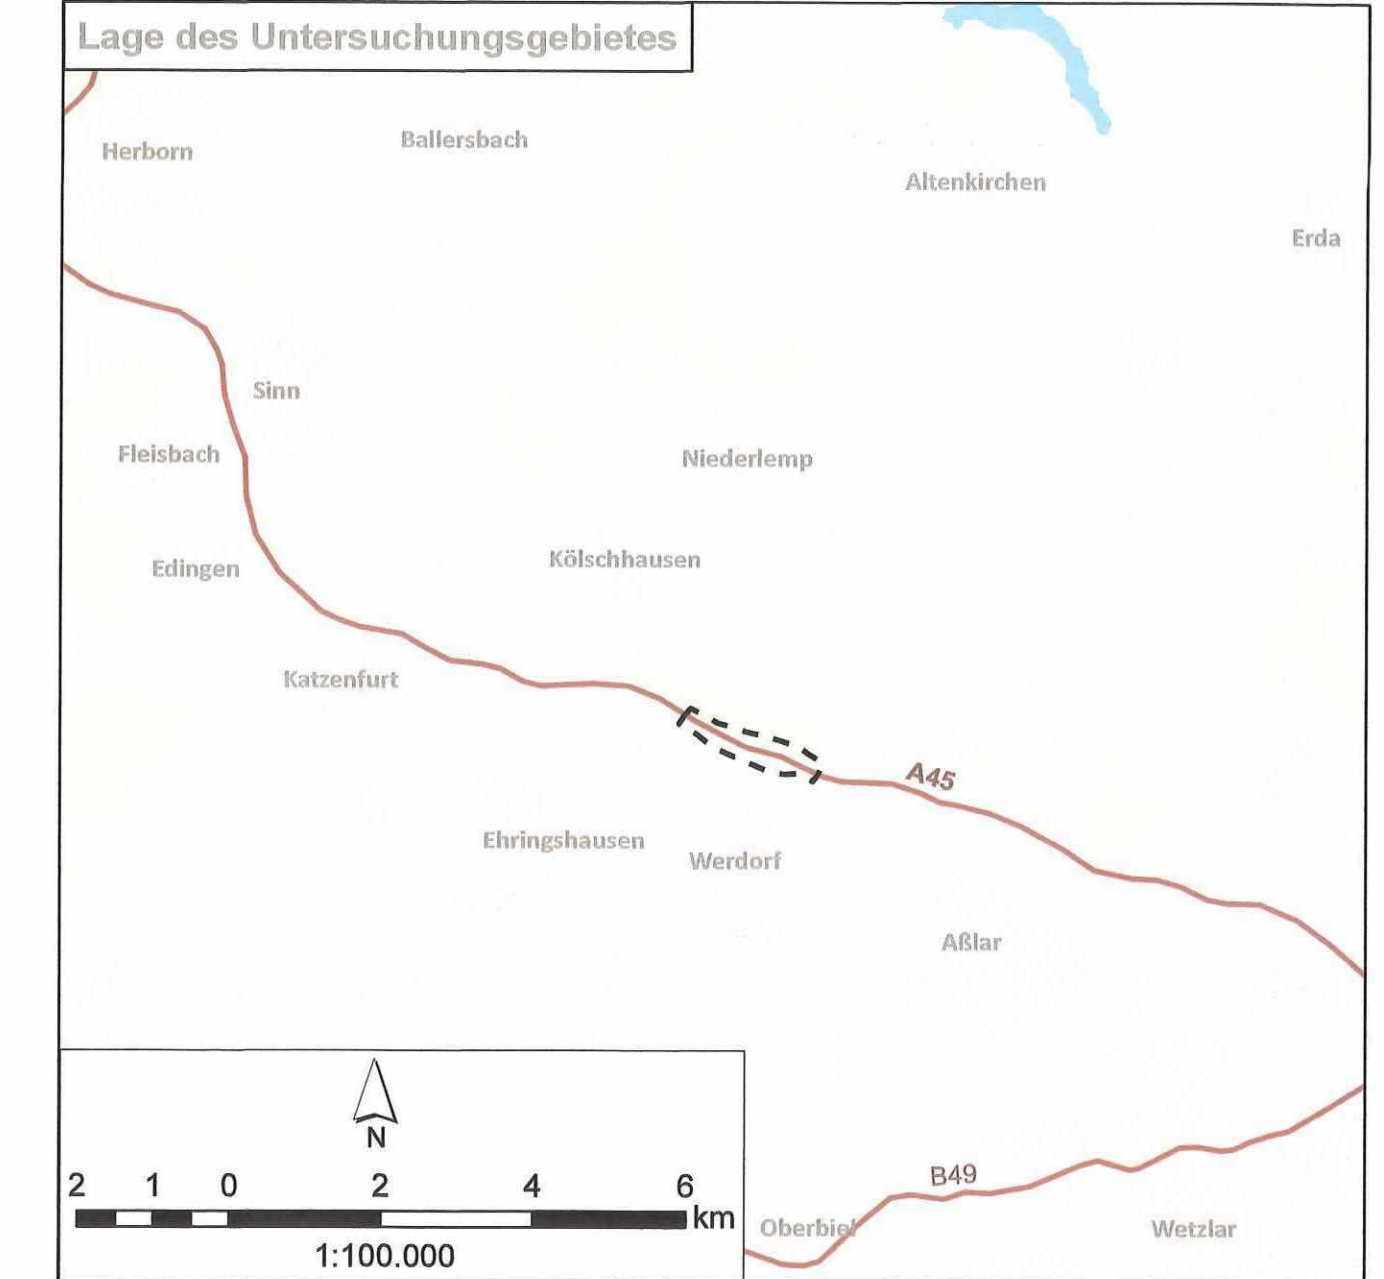 Lage des Untersuchungsgebietes
Herborn
Ballersbach
Altenkirchen
Erda
Sinn
Fleisbach
Niederlemp
Kölschhausen
Edingen
Katzenfurt
A45
Ehringshausen
Werdorf
Aßlar
N
2 1 0 2 4 6
km
1:100.000
B49
Oberbiel
Wetzlar